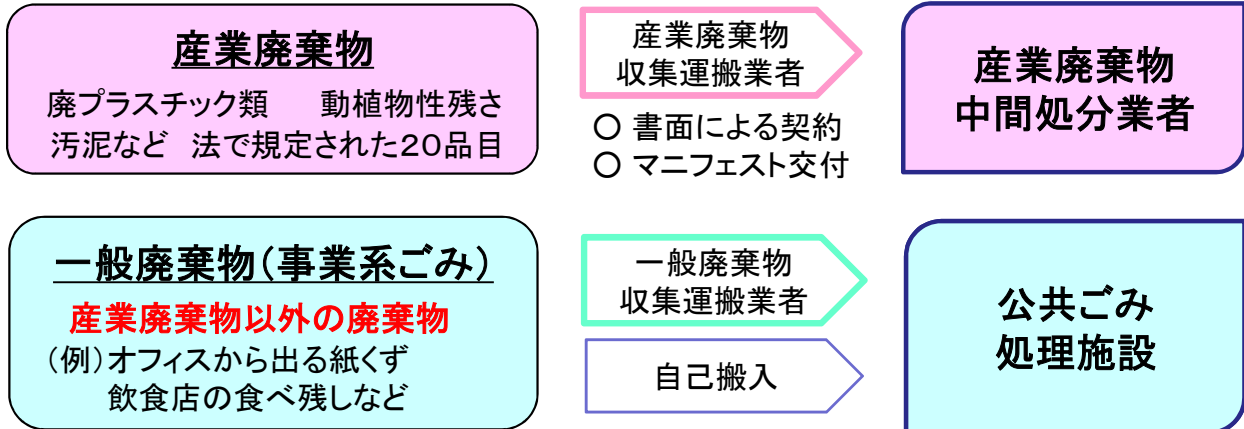 産業廃棄物
廃プラスチック類　　動植物性残さ
汚泥など　法で規定された２０品目
産業廃棄物
収集運搬業者
○ 書面による契約
○ マニフェスト交付
産業廃棄物
中間処分業者
一般廃棄物（事業系ごみ）
産業廃棄物以外の廃棄物
（例）オフィスから出る紙くず
飲食店の食べ残しなど
一般廃棄物
収集運搬業者
自己搬入
公共ごみ
処理施設